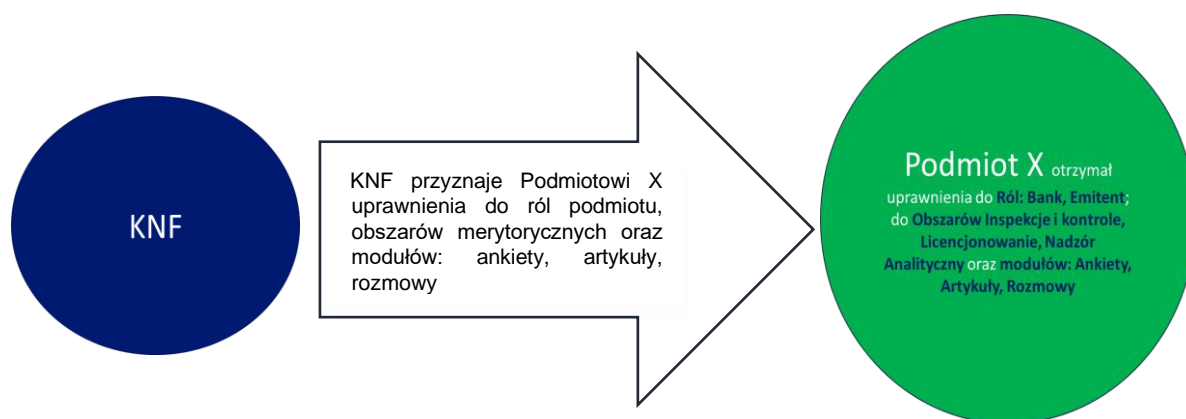 KNF
KNF przyznaje Podmiotowi X
uprawnienia do ról podmiotu,
obszarów merytorycznych oraz
modułów: ankiety, artykuły,
rozmowy
Podmiot X otrzymał
uprawnienia do Ról: Bank, Emitent;
do Obszarów Inspekcje i kontrole,
Licencjonowanie, Nadzór
Analityczny oraz modułów: Ankiety,
Artykuły, Rozmowy